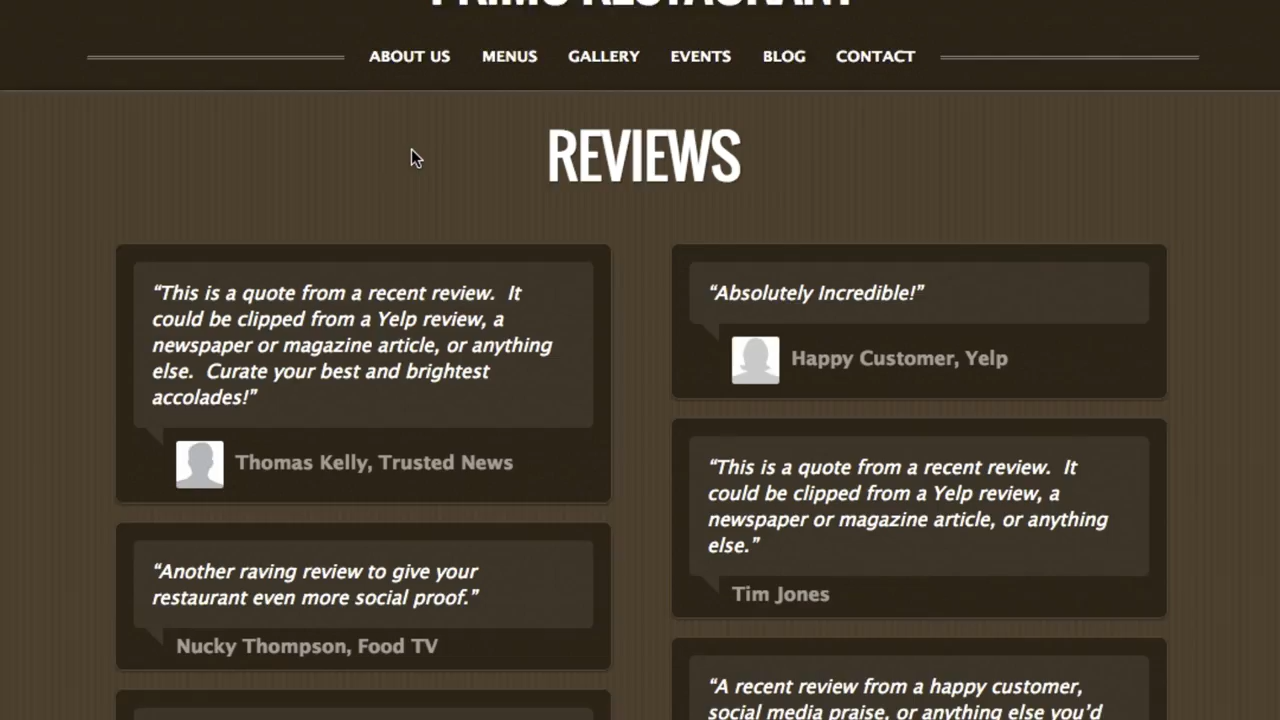 PRIMO RESTAURANT
ABOUT US MENUS GALLERY EVENTS BLOG CONTACT
REVIEWS
“This is a quote from a recent review.  It
could be clipped from a Yelp review, a
newspaper or magazine article, or anything
else.  Curate your best and brightest
accolades!”
Thomas Kelly, Trusted News
“Another raving review to give your
restaurant even more social proof.”
Nucky Thompson, Food TV
“Absolutely Incredible!”
Happy Customer, Yelp
“This is a quote from a recent review.  It
could be clipped from a Yelp review, a
newspaper or magazine article, or anything
else.”
Tim Jones
“A recent review from a happy customer,
social media praise, or anything else you’d